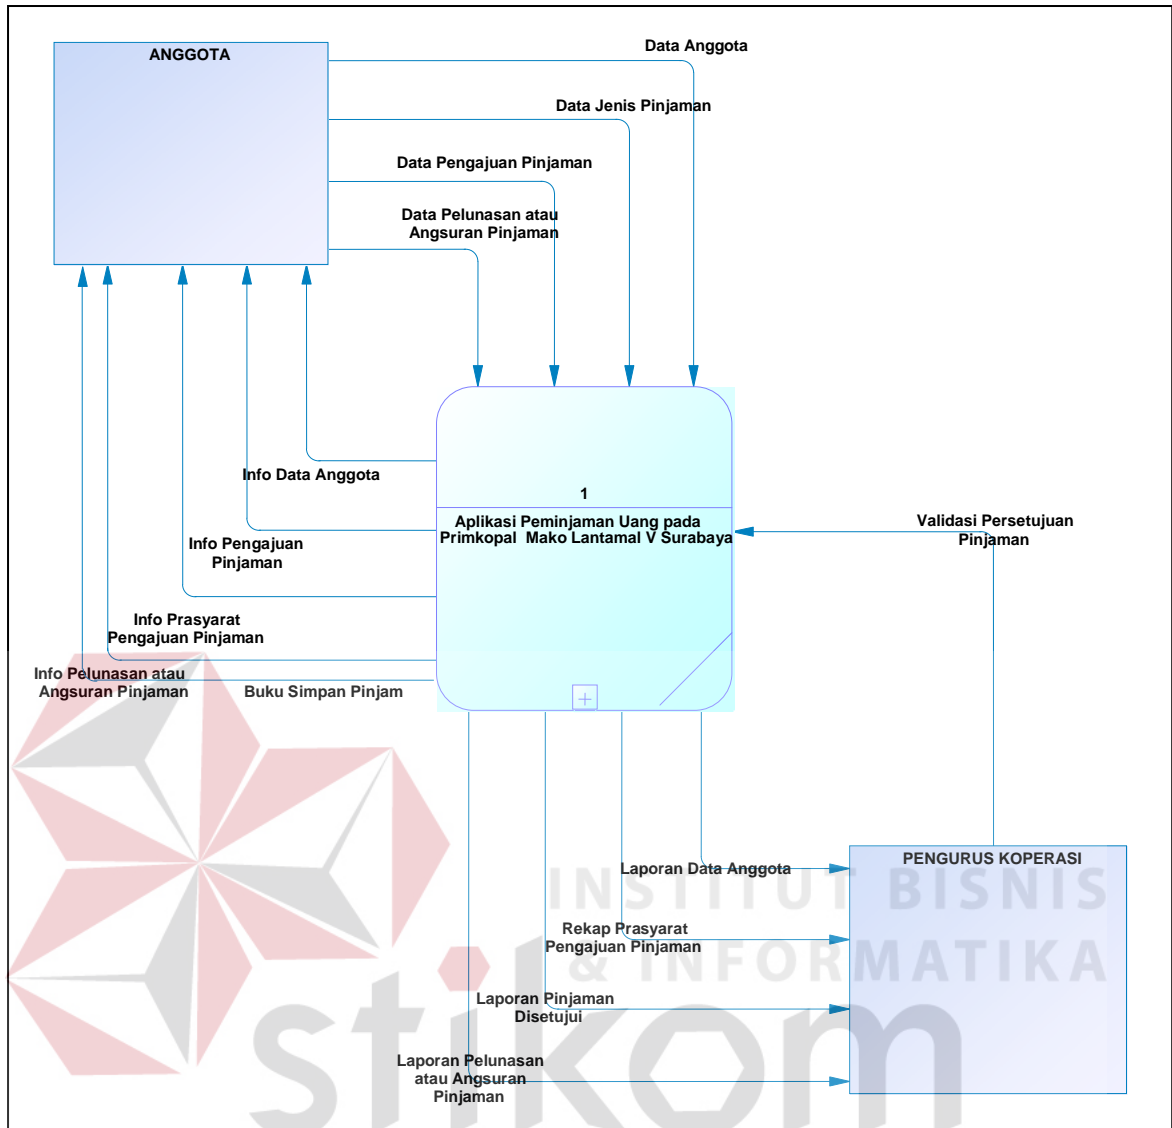 ANGGOTA
Data Anggota
Data Jenis Pinjaman
Data Pengajuan Pinjaman
Data Pelunasan atau
Angsuran Pinjaman
Info Data Anggota
1
Aplikasi Peminjaman Uang pada
Primkopal Mako Lantamal V Surabaya
Validasi Persetujuan
Pinjaman
Info Pengajuan
Pinjaman
Info Prasyarat
Pengajuan Pinjaman
Info Pelunasan atau
Angsuran Pinjaman
Buku Simpan Pinjam
PENGURUS KOPERASI
Laporan Data Anggota
INSTITUT BISNIS
Rekap Prasyarat
Pengajuan Pinjaman
& INFORMATIKA
Laporan Pinjaman
Disetujui
stikom
Laporan Pelunasan
atau Angsuran
Pinjaman